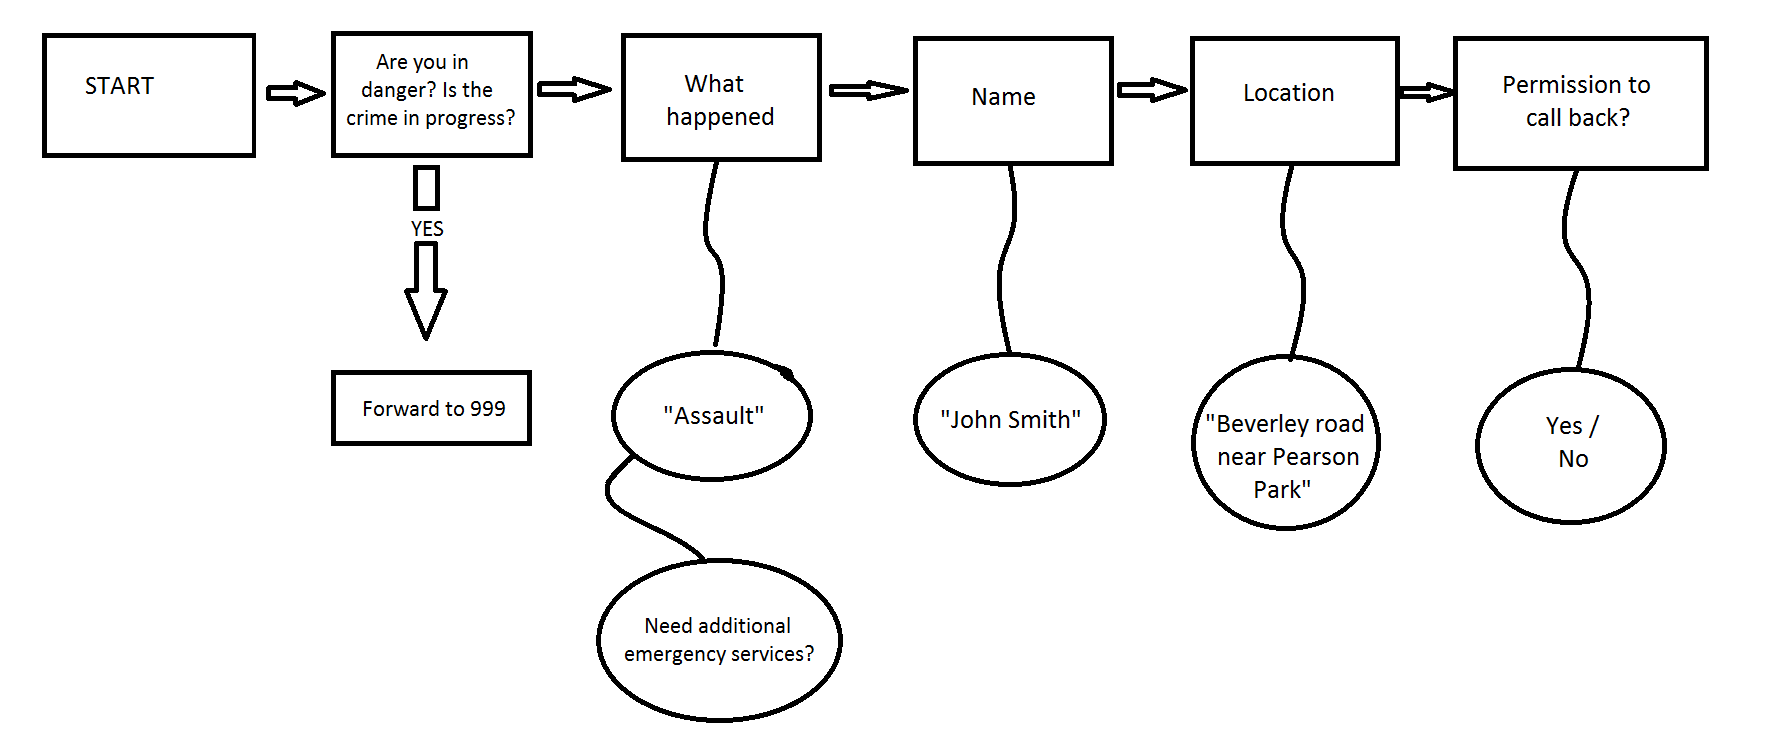 START
Are you in
danger? Is the
crime in progress?
What
happened
Name
Location
Permission to
call back?
YES
Forward to 999
"Assault"
"John Smith"
"Beverley road
near Pearson
Park"
Yes /
No
Need additional
emergency services?